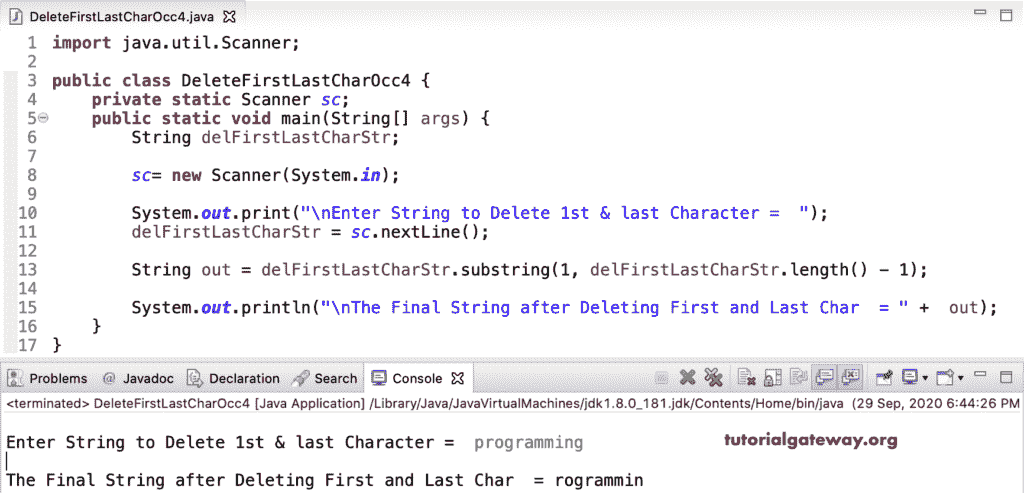 DeleteFirstLastCharOcc4.java
1 import java.util.Scanner;
2
3 public class DeleteFirstLastCharOcc4 {
4     private static Scanner sc;
5     public static void main(String[] args) {
6         String delFirstLastCharStr;
7
8         sc= new Scanner(System.in);
9
10         System.out.print("\nEnter String to Delete 1st & last Character =  ");
11         delFirstLastCharStr = sc.nextLine();
12
13         String out = delFirstLastCharStr.substring(1, delFirstLastCharStr.length() - 1);
14
15         System.out.println("\nThe Final String after Deleting First and Last Char  = " +  out);
16     }
17 }
Problems @ Javadoc Declaration Search Console
<terminated> DeleteFirstLastCharOcc4 [Java Application] /Library/Java/JavaVirtualMachines/jdk1.8.0_181.jdk/Contents/Home/bin/java (29 Sep, 2020 6:44:26 PM
Enter String to Delete 1st & last Character =  programming
tutorialgateway.org
The Final String after Deleting First and Last Char  = rogrammin